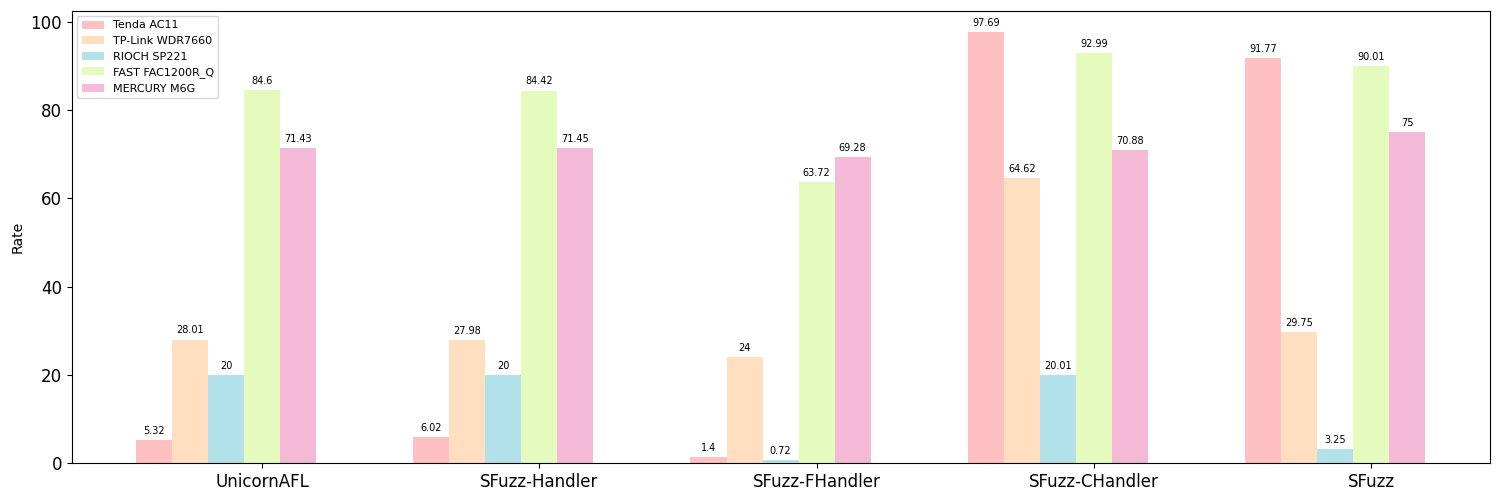 Tenda AC11
TP-Link WDR7660
RIOCH SP221
FAST FAC1200R_Q
MERCURY M6G
Rate
100
80
60
40
20
0
5.32
28.01
20
84.6
71.43
6.02
27.98
20
84.42
71.45
1.4
24
0.72
63.72
69.28
97.69
64.62
20.01
92.99
70.88
91.77
29.75
3.25
90.01
75
UnicornAFL
SFuzz-Handler
SFuzz-FHandler
SFuzz-CHandler
SFuzz